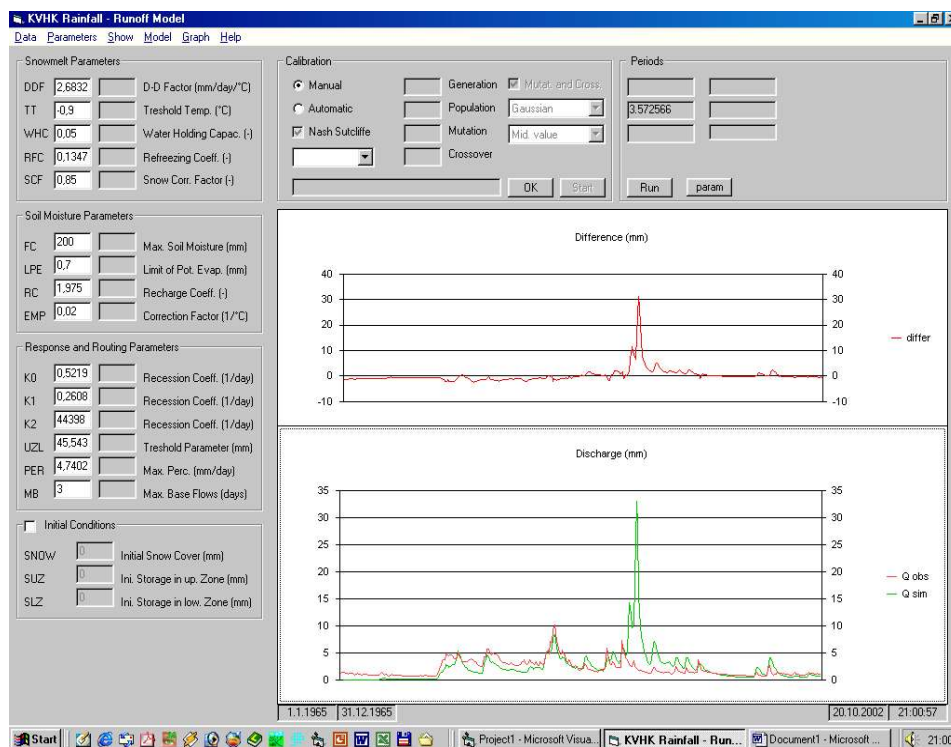 KVHK Rainfall - Runoff Model
Data Parameters Show Model Graph Help
Snowmelt Parameters
DDF 2,6832 D-D Factor (mm/day/°C)
TT -0,9 Treshold Temp. (°C)
WHC 0,05 Water Holding Capac. (-)
RFC 0,1347 Refreezing Coeff. (-)
SCF 0,85 Snow Corr. Factor (-)
Soil Moisture Parameters
FC 200 Max. Soil Moisture (mm)
LPE 0,7 Limit of Pot. Evap. (mm)
RC 1,975 Recharge Coeff. (-)
EMP 0,02 Correction Factor (1/°C)
Response and Routing Parameters
K0 0,5219 Recession Coeff. (1/day)
K1 0,2608 Recession Coeff. (1/day)
K2 44398 Recession Coeff. (1/day)
UZL 45,543 Treshold Parameter (mm)
PER 4,7402 Max. Perc. (mm/day)
MB 3 Max. Base Flows (days)
Initial Conditions
SNOW 0 Initial Snow Cover (mm)
SUZ 0 Ini. Storage in up. Zone (mm)
SLZ 0 Ini. Storage in low. Zone (mm)
Calibration
Manual Generation Mutat. and Cross.
Automatic Population Gaussian
Nash Sutcliffe Mutation Mid. value
Crossover
OK Start
Periods
3.572566
Run param
Difference (mm)
40 40
30 30
20 20
10 10
0 0
-10 -10
differ
Discharge (mm)
35 35
30 30
25 25
20 20
15 15
10 10
5 5
0 0
Q obs
Q sim
1.1.1965 31.12.1965 20.10.2002 21:00:57
Start Project1 - Microsoft Visua... KVHK Rainfall - Run... Document1 - Microsoft ...